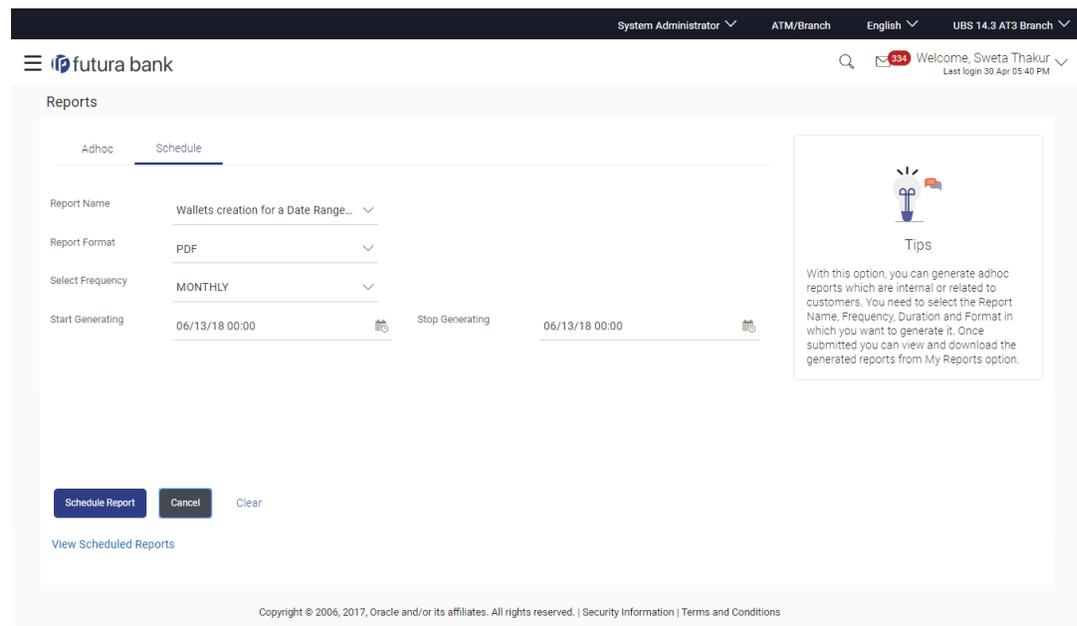 System Administrator ATM/Branch English UBS 14.3 AT3 Branch
futura bank 334 Welcome, Sweta Thakur
Last login 30 Apr 05:40 PM
Reports
Adhoc Schedule
Report Name Wallets creation for a Date Range...
Report Format PDF
Select Frequency MONTHLY
Start Generating 06/13/18 00:00 Stop Generating 06/13/18 00:00
Tips
With this option, you can generate adhoc
reports which are internal or related to
customers. You need to select the Report
Name, Frequency, Duration and Format in
which you want to generate it. Once
submitted you can view and download the
generated reports from My Reports option.
Schedule Report Cancel Clear
View Scheduled Reports
Copyright © 2006, 2017, Oracle and/or its affiliates. All rights reserved. | Security Information | Terms and Conditions